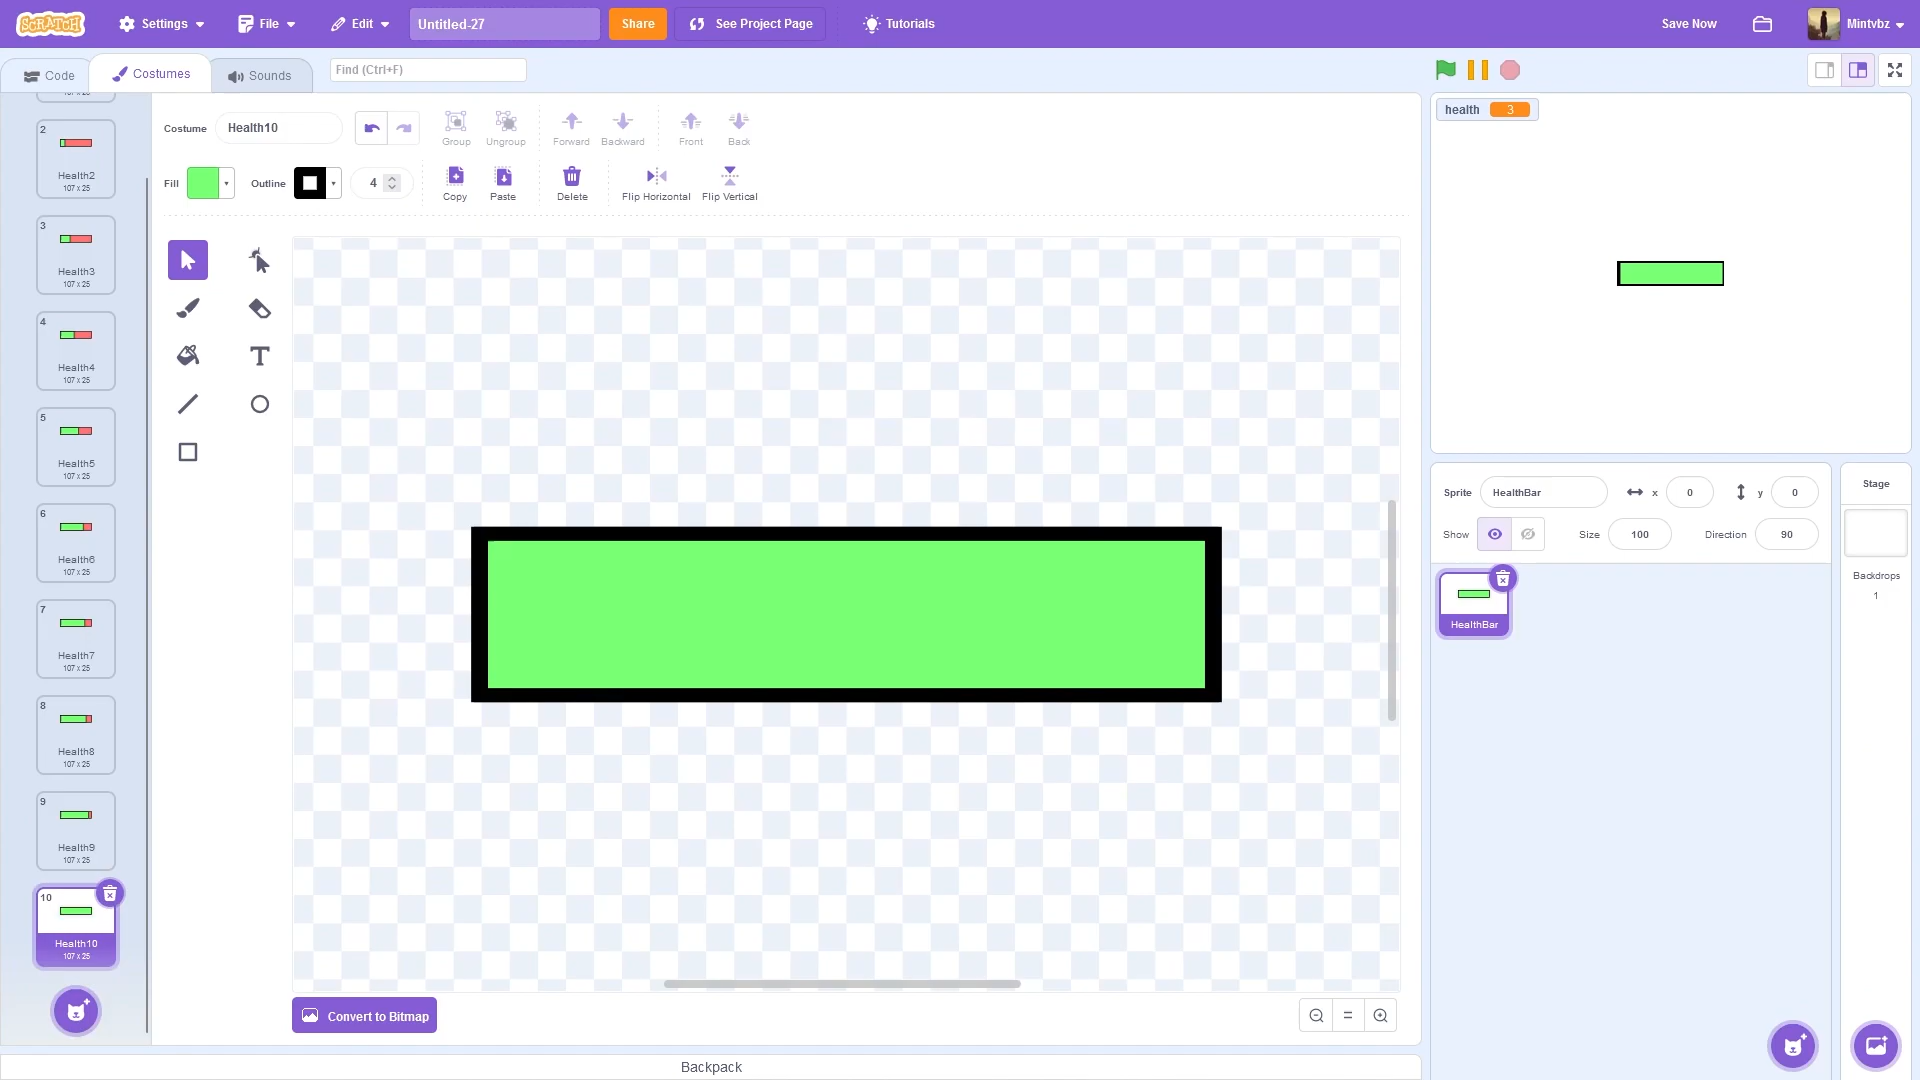 SCRATCH
Settings
File
Edit
Untitled-27
Share
See Project Page
Tutorials
Save Now
Mintvbz
Code
Costumes
Sounds
Find (Ctrl+F)
107 x 25
2
Health2
107 x 25
3
Health3
107 x 25
4
Health4
107 x 25
5
Health5
107 x 25
6
Health6
107 x 25
7
Health7
107 x 25
8
Health8
107 x 25
9
Health9
107 x 25
10
Health10
107 x 25
Costume
Health10
Group
Ungroup
Forward
Backward
Front
Back
Fill
Outline
4
Copy
Paste
Delete
Flip Horizontal
Flip Vertical
T
Convert to Bitmap
=
Backpack
health 3
Sprite
HealthBar
x
0
y
0
Show
Size
100
Direction
90
HealthBar
Stage
Backdrops
1